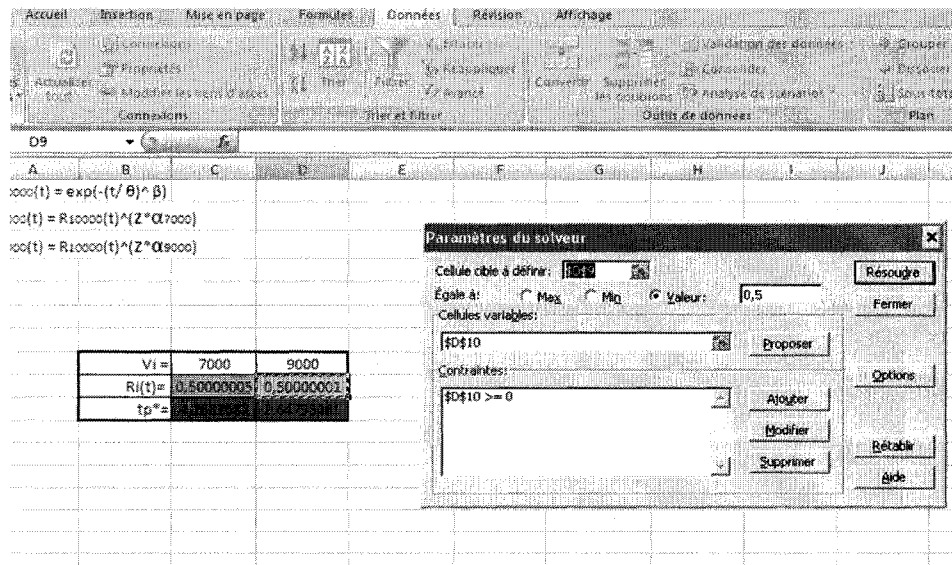 Accueil Insertion Mise en page Formules Données Révision Affichage
Connexions
Propriétés
Modifier les liens d'accès
Actualiser tout
Connexions
Trier
Filtrer
Effacer
Réappliquer
Avancé
Trier et filtrer
Convertir
Supprimer les doublons
Validation des données
Consolider
Analyse de scénarios
Outils de données
Grouper
Dissocier
Plan
D9 fx
A B C D E F G H I J
(t) = exp(-(t/ θ)^ β)
(t) = R10000(t)^(Z*α7000)
(t) = R10000(t)^(Z*α9000)
Vi = 7000 9000
Ri(t)= 0,50000005 0,50000001
tp*=
Paramètres du solveur
Cellule cible à définir: $D$9
Égale à: Max Min Valeur: 0,5
Cellules variables:
$D$10
Proposer
Contraintes:
$D$10 >= 0
Ajouter
Modifier
Supprimer
Résoudre
Fermer
Options
Rétablir
Aide